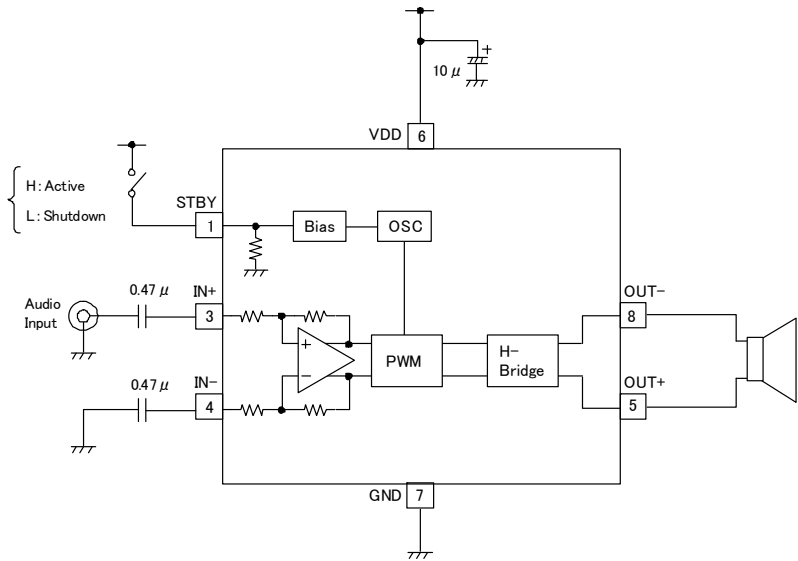 10 μ
VDD
6
H: Active
L: Shutdown
STBY
1
Bias
OSC
Audio
Input
0.47 μ
IN+
3
OUT-
8
+
-
PWM
H-
Bridge
0.47 μ
IN-
4
OUT+
5
GND
7